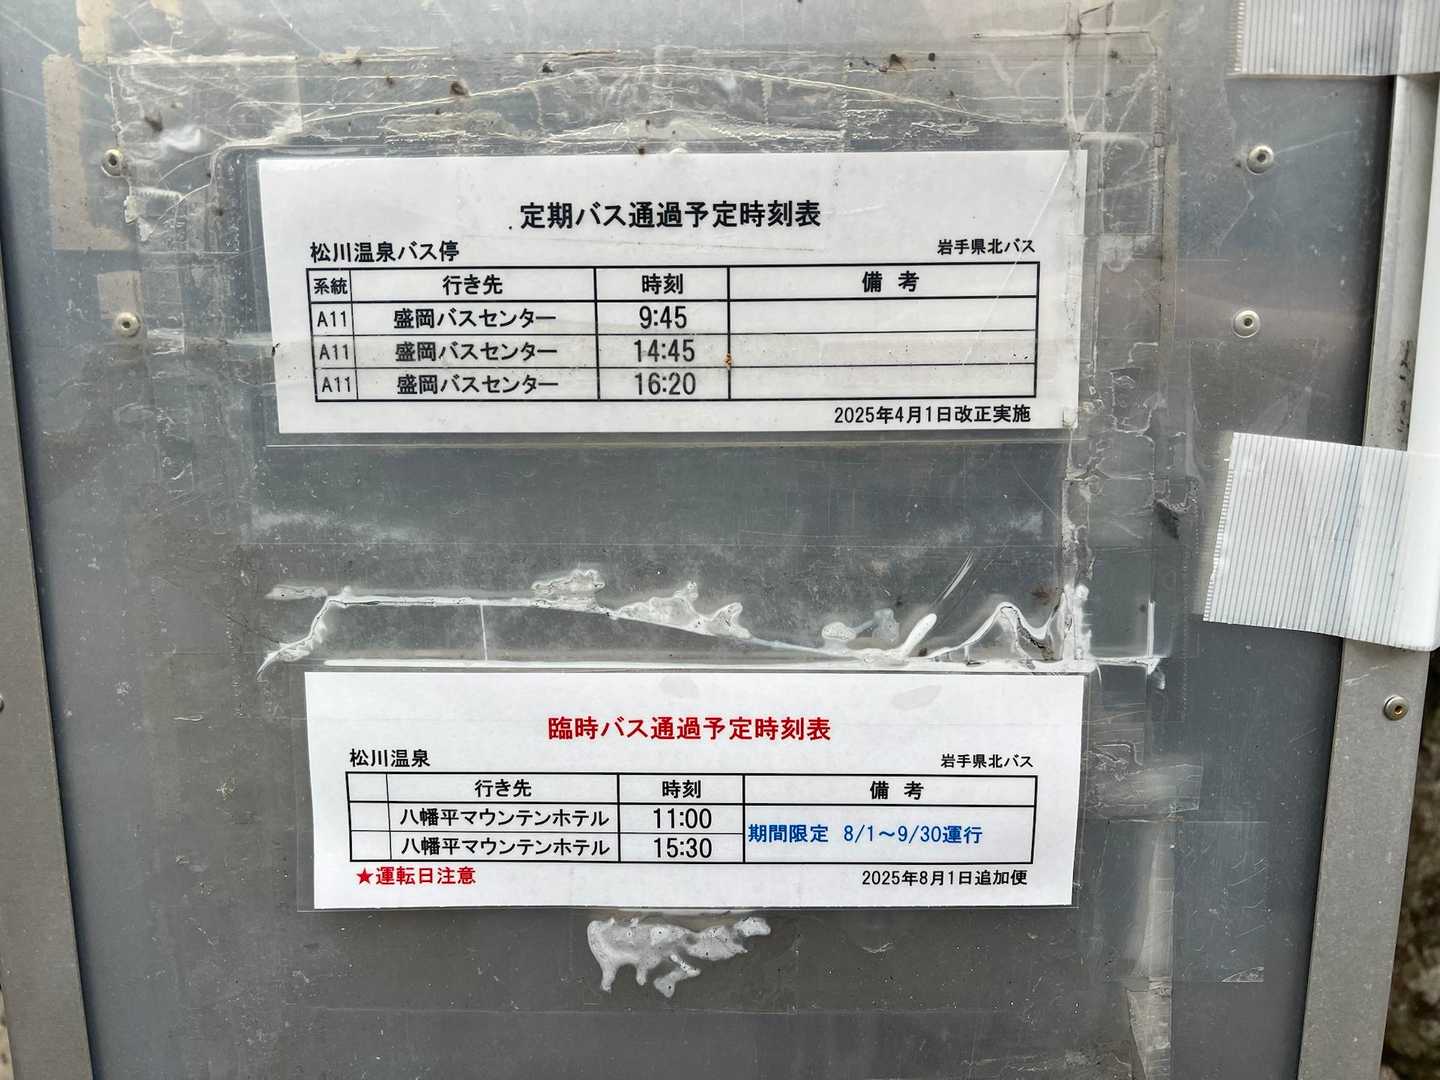 定期バス通過予定時刻表
松川温泉バス停 岩手県北バス
系統 行き先 時刻 備考
A11 盛岡バスセンター 9:45
A11 盛岡バスセンター 14:45
A11 盛岡バスセンター 16:20
2025年4月1日改正実施
臨時バス通過予定時刻表
松川温泉 岩手県北バス
行き先 時刻 備考
八幡平マウンテンホテル 11:00
期間限定 8/1～9/30運行
八幡平マウンテンホテル 15:30
★運転日注意 2025年8月1日追加便